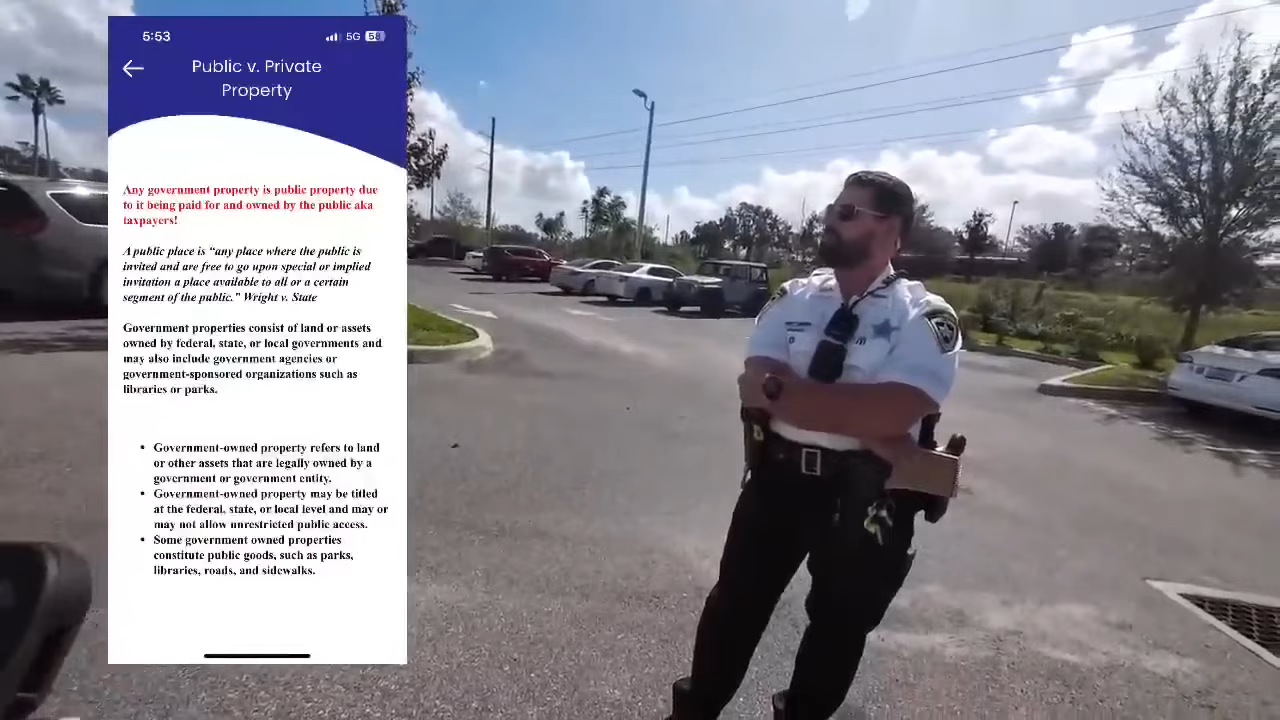 5:53
5G 58
Public v. Private
Property
Any government property is public property due
to it being paid for and owned by the public aka
taxpayers!
A public place is “any place where the public is
invited and are free to go upon special or implied
invitation a place available to all or a certain
segment of the public.” Wright v. State
Government properties consist of land or assets
owned by federal, state, or local governments and
may also include government agencies or
government-sponsored organizations such as
libraries or parks.
• Government-owned property refers to land
or other assets that are legally owned by a
government or government entity.
• Government-owned property may be titled
at the federal, state, or local level and may or
may not allow unrestricted public access.
• Some government owned properties
constitute public goods, such as parks,
libraries, roads, and sidewalks.